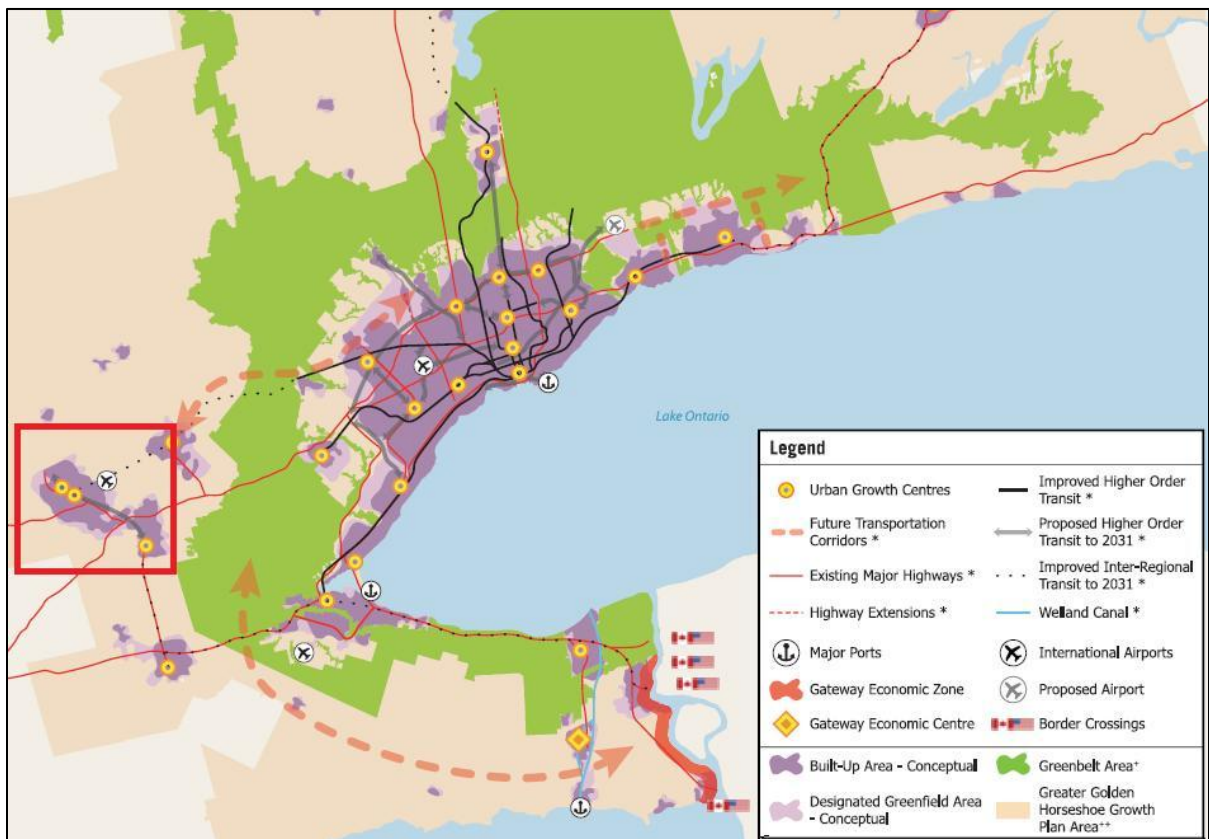 Lake Ontario
Legend
Urban Growth Centres
Future Transportation
Corridors *
Existing Major Highways *
Highway Extensions *
Major Ports
Gateway Economic Zone
Gateway Economic Centre
Built-Up Area - Conceptual
Designated Greenfield Area
- Conceptual
Improved Higher Order
Transit *
Proposed Higher Order
Transit to 2031 *
Improved Inter-Regional
Transit to 2031 *
Welland Canal *
International Airports
Proposed Airport
Border Crossings
Greenbelt Area+
Greater Golden
Horseshoe Growth
Plan Area++